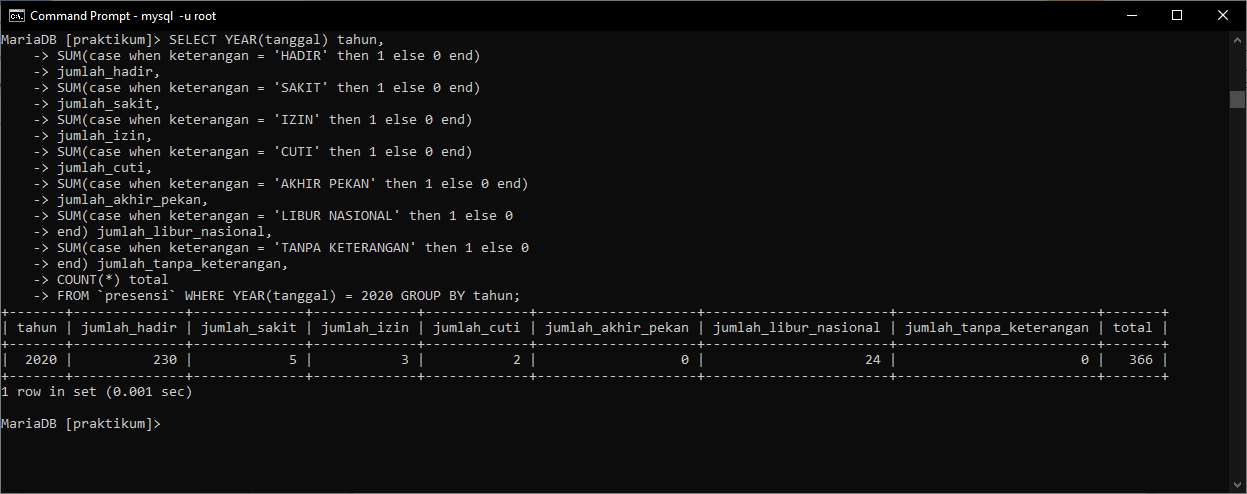 Command Prompt - mysql  -u root
MariaDB [praktikum]> SELECT YEAR(tanggal) tahun,
    -> SUM(case when keterangan = 'HADIR' then 1 else 0 end)
    -> jumlah_hadir,
    -> SUM(case when keterangan = 'SAKIT' then 1 else 0 end)
    -> jumlah_sakit,
    -> SUM(case when keterangan = 'IZIN' then 1 else 0 end)
    -> jumlah_izin,
    -> SUM(case when keterangan = 'CUTI' then 1 else 0 end)
    -> jumlah_cuti,
    -> SUM(case when keterangan = 'AKHIR PEKAN' then 1 else 0 end)
    -> jumlah_akhir_pekan,
    -> SUM(case when keterangan = 'LIBUR NASIONAL' then 1 else 0
    -> end) jumlah_libur_nasional,
    -> SUM(case when keterangan = 'TANPA KETERANGAN' then 1 else 0
    -> end) jumlah_tanpa_keterangan,
    -> COUNT(*) total
    -> FROM `presensi` WHERE YEAR(tanggal) = 2020 GROUP BY tahun;
+-------+--------------+--------------+-------------+-------------+--------------------+-----------------------+-------------------------+-------+
| tahun | jumlah_hadir | jumlah_sakit | jumlah_izin | jumlah_cuti | jumlah_akhir_pekan | jumlah_libur_nasional | jumlah_tanpa_keterangan | total |
+-------+--------------+--------------+-------------+-------------+--------------------+-----------------------+-------------------------+-------+
|  2020 |          230 |            5 |           3 |           2 |                  0 |                    24 |                       0 |   366 |
+-------+--------------+--------------+-------------+-------------+--------------------+-----------------------+-------------------------+-------+
1 row in set (0.001 sec)
MariaDB [praktikum]>